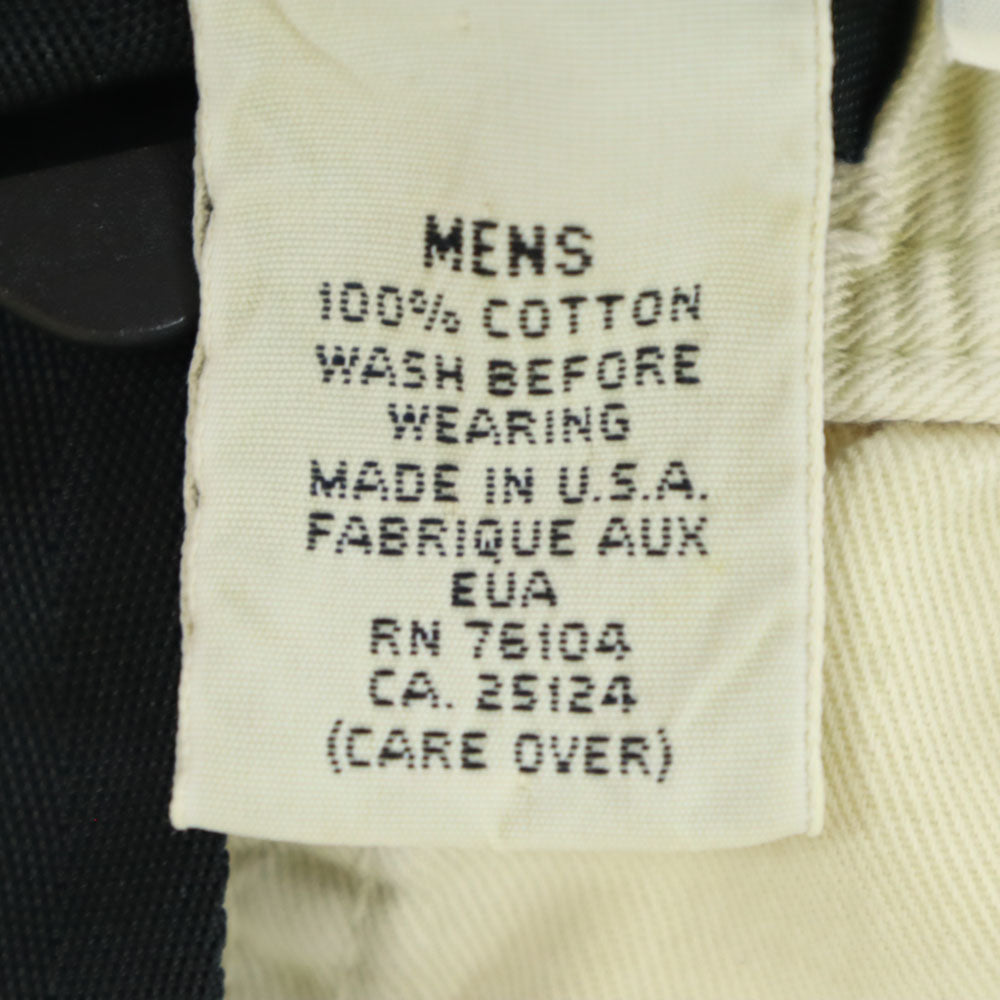 MENS
100% COTTON
WASH BEFORE
WEARING
MADE IN U.S.A.
FABRIQUE AUX
EUA
RN 76104
CA. 25124
(CARE OVER)